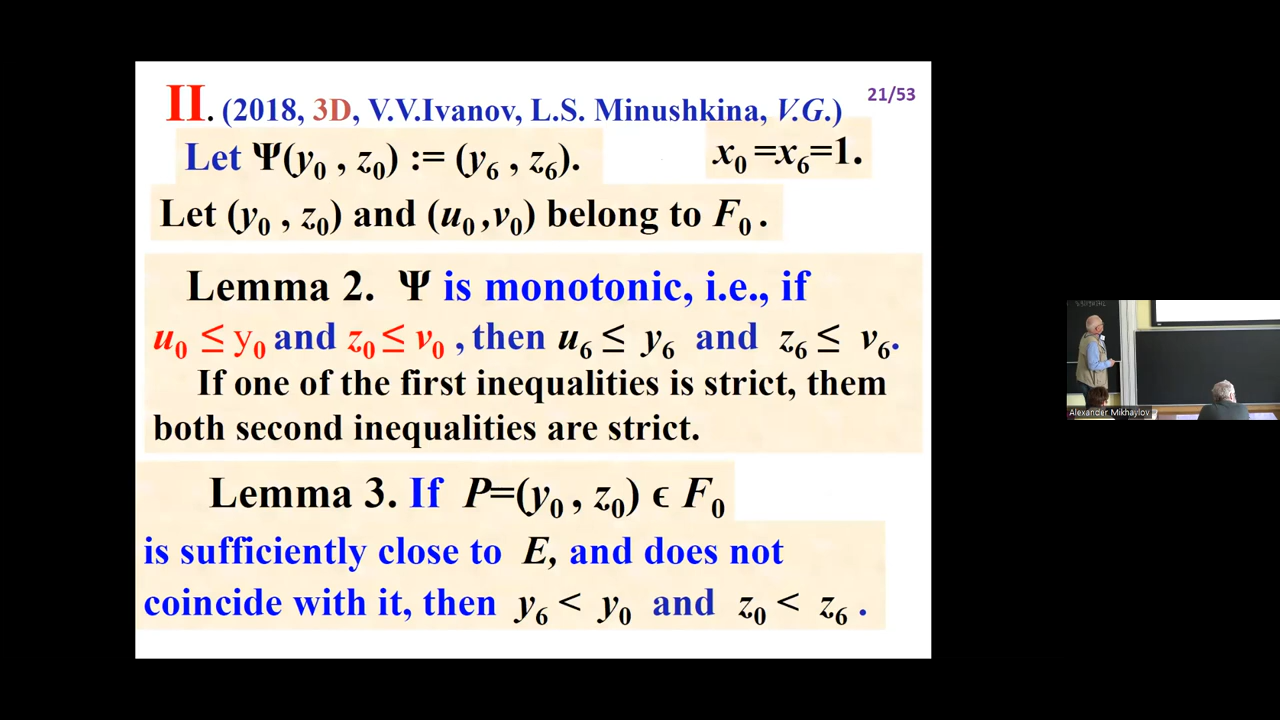 II. (2018, 3D, V.V.Ivanov, L.S. Minushkina, V.G.)
21/53
Let Ψ(y₀ , z₀) := (y₆ , z₆).
x₀ =x₆=1.
Let (y₀ , z₀) and (u₀ ,v₀) belong to F₀ .
Lemma 2. Ψ is monotonic, i.e., if
u₀ ≤ y₀ and z₀ ≤ v₀ , then u₆ ≤ y₆ and z₆ ≤ v₆.
If one of the first inequalities is strict, them
both second inequalities are strict.
Lemma 3. If P=(y₀ , z₀) ϵ F₀
is sufficiently close to E, and does not
coincide with it, then y₆ < y₀ and z₀ < z₆ .
Alexander Mikhaylov